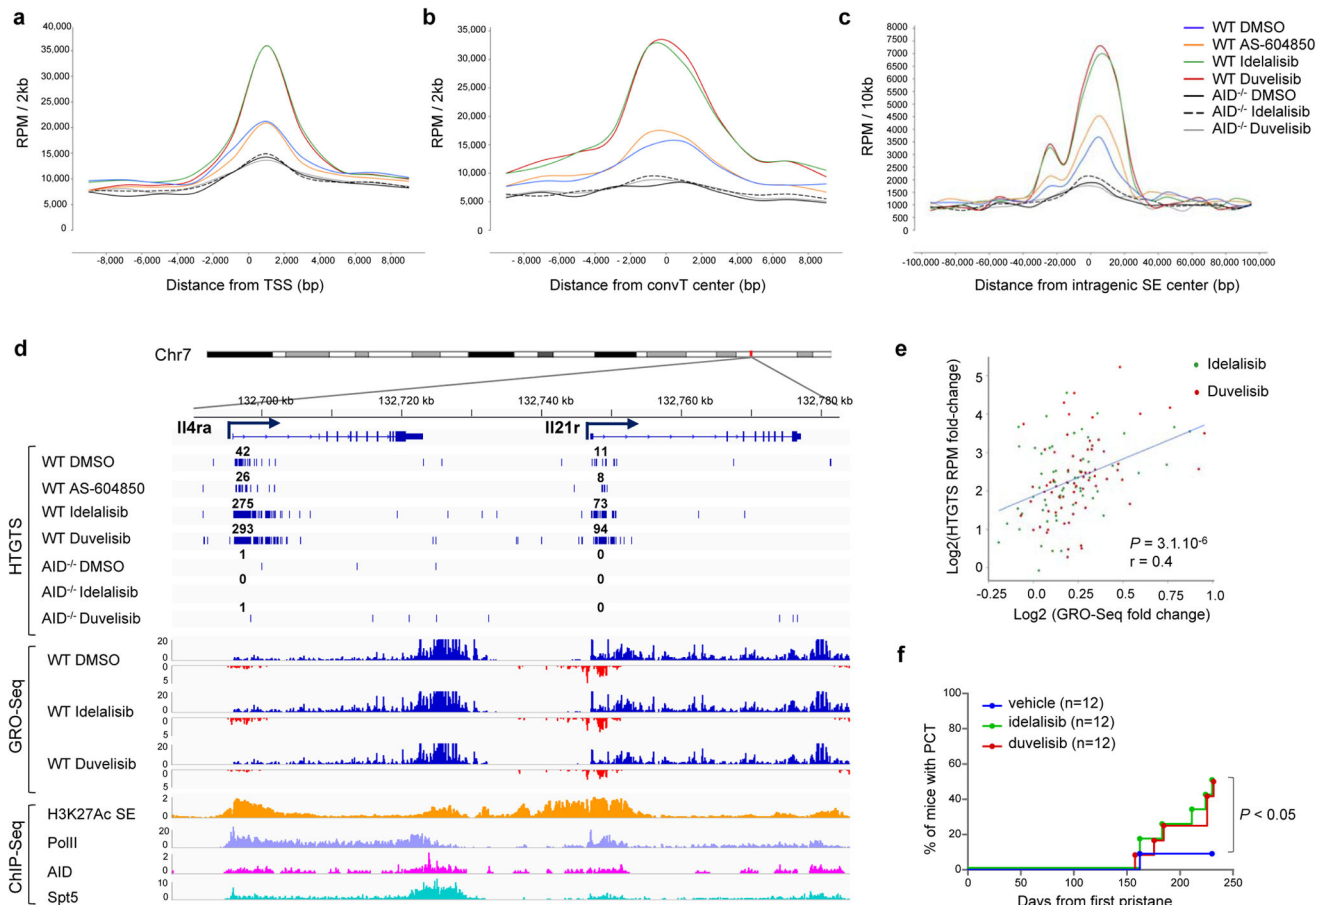 a
b
c
40,000
35,000
30,000
25,000
20,000
15,000
10,000
5,000
0
RPM / 2kb
-8,000 -6,000 -4,000 -2,000 0 2,000 4,000 6,000 8,000
Distance from TSS (bp)
35,000
30,000
25,000
20,000
15,000
10,000
5,000
0
RPM / 2kb
- 8,000 -6,000 -4,000 -2,000 0 2,000 4,000 6,000 8,000
Distance from convT center (bp)
8000
7500
7000
6500
6000
5500
5000
4500
4000
3500
3000
2500
2000
1500
1000
500
0
RPM / 10kb
-100,000 -80,000 -60,000 -40,000 -20,000 0 20,000 40,000 60,000 80,000 100,000
Distance from intragenic SE center (bp)
WT DMSO
WT AS-604850
WT Idelalisib
WT Duvelisib
AID-/- DMSO
AID-/- Idelalisib
AID-/- Duvelisib
d
Chr7
132,700 kb 132,720 kb 132,740 kb 132,760 kb 132,780 kb
Il4ra Il21r
HTGTS
WT DMSO 42 11
WT AS-604850 26 8
WT Idelalisib 275 73
WT Duvelisib 293 94
AID-/- DMSO 1 0
AID-/- Idelalisib 0 0
AID-/- Duvelisib 1 0
GRO-Seq
WT DMSO 20 0 5
WT Idelalisib 20 0 5
WT Duvelisib 20 0 5
ChIP-Seq
H3K27Ac SE 2 0
PolII 20 0
AID 2 0
Spt5 10 0
e
Idelalisib
Duvelisib
Log2(HTGTS RPM fold-change)
5
4
3
2
1
0
P = 3.1.10-6
r = 0.4
-0.25 0.0 0.25 0.5 0.75 1.0
Log2 (GRO-Seq fold change)
f
% of mice with PCT
100
80
60
40
20
0
vehicle (n=12)
idelalisib (n=12)
duvelisib (n=12)
P < 0.05
0 50 100 150 200 250
Days from first pristane